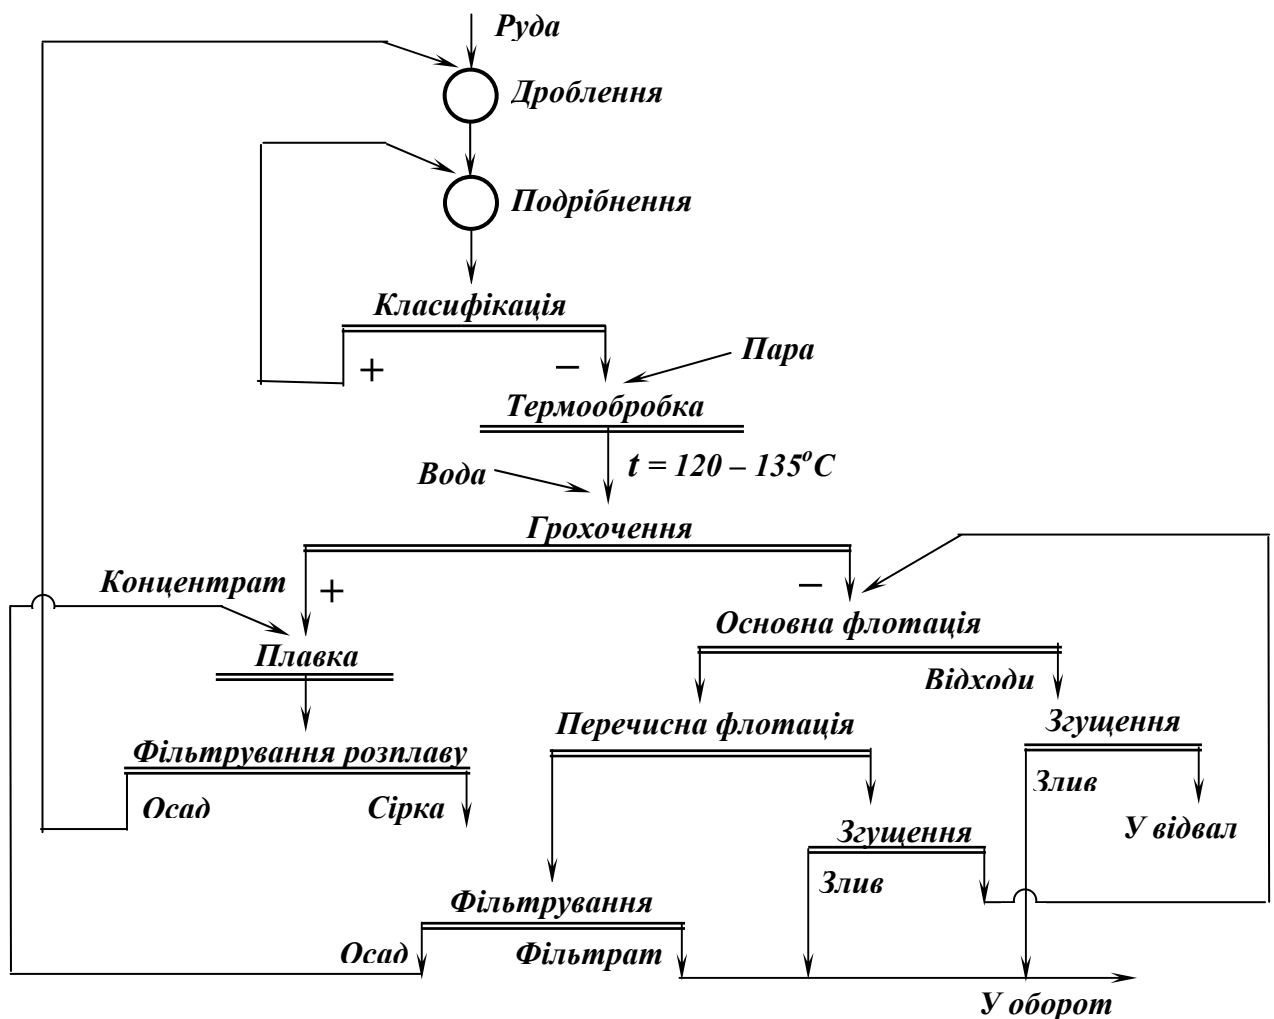 Руда
Дроблення
Подрібнення
Класифікація
+
–
Пара
Термообробка
t = 120 – 135°C
Вода
Грохочення
Концентрат
+
–
Основна флотація
Плавка
Відходи
Перечисна флотація
Згущення
Фільтрування розплаву
Злив
Осад
Сірка
Згущення
У відвал
Злив
Фільтрування
Осад
Фільтрат
У оборот